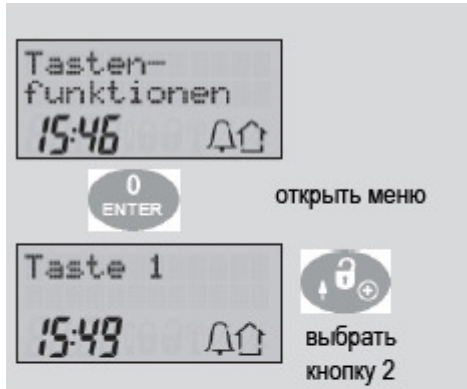 Tasten-
funktionen
15:46
0
ENTER
открыть меню
Taste 1
15:49
выбрать
кнопку 2